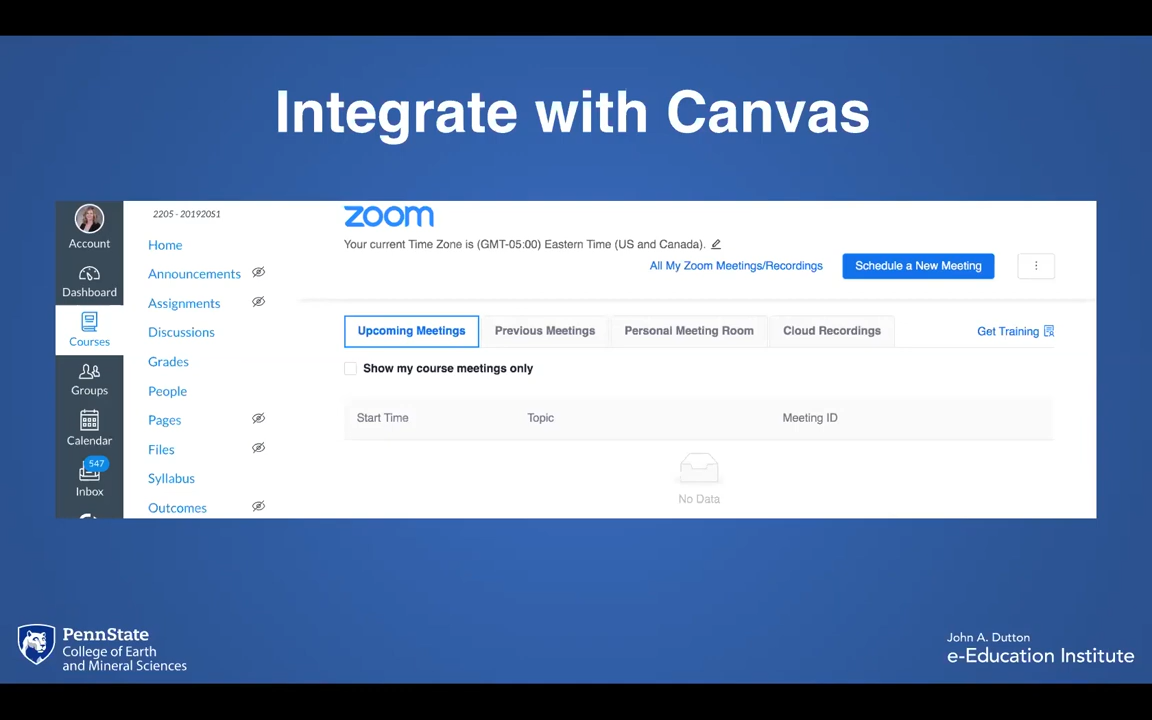 Integrate with Canvas
Account
Dashboard
Courses
Groups
Calendar
547
Inbox
2205 - 201920S1
Home
Announcements
Assignments
Discussions
Grades
People
Pages
Files
Syllabus
Outcomes
zoom
Your current Time Zone is (GMT-05:00) Eastern Time (US and Canada).
All My Zoom Meetings/Recordings
Schedule a New Meeting
Upcoming Meetings
Previous Meetings
Personal Meeting Room
Cloud Recordings
Get Training
Show my course meetings only
Start Time
Topic
Meeting ID
No Data
PennState
College of Earth
and Mineral Sciences
John A. Dutton
e-Education Institute